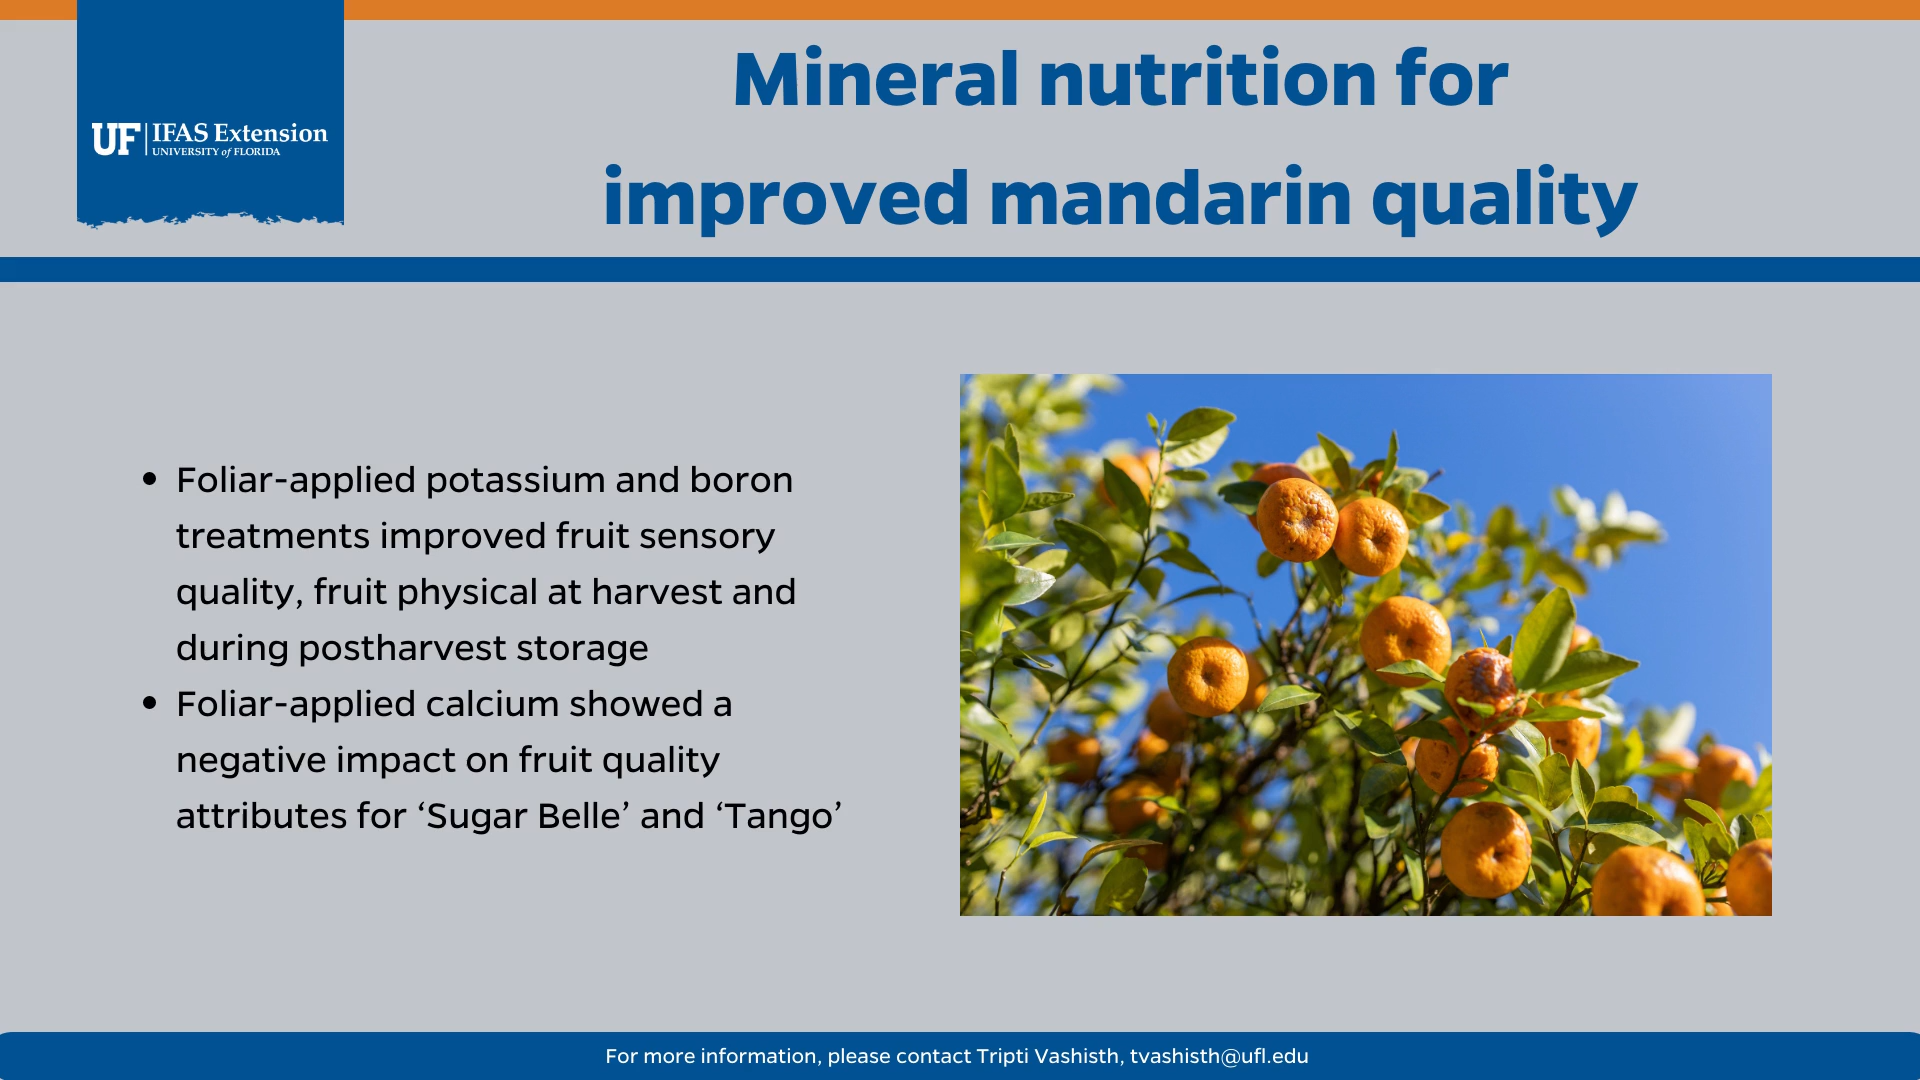 UF IFAS Extension
UNIVERSITY of FLORIDA
Mineral nutrition for
improved mandarin quality
• Foliar-applied potassium and boron
treatments improved fruit sensory
quality, fruit physical at harvest and
during postharvest storage
• Foliar-applied calcium showed a
negative impact on fruit quality
attributes for ‘Sugar Belle’ and ‘Tango’
For more information, please contact Tripti Vashisth, tvashisth@ufl.edu